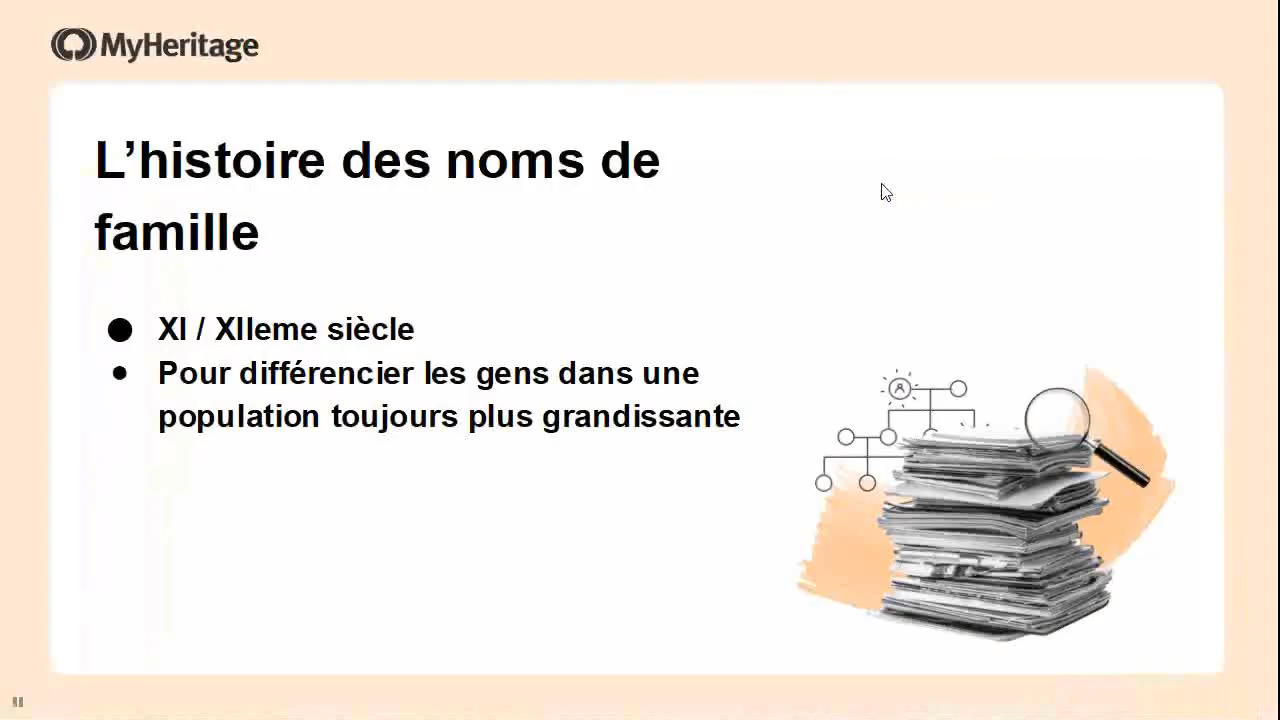 MyHeritage
L’histoire des noms de
famille
● XI / XIIeme siècle
● Pour différencier les gens dans une
population toujours plus grandissante